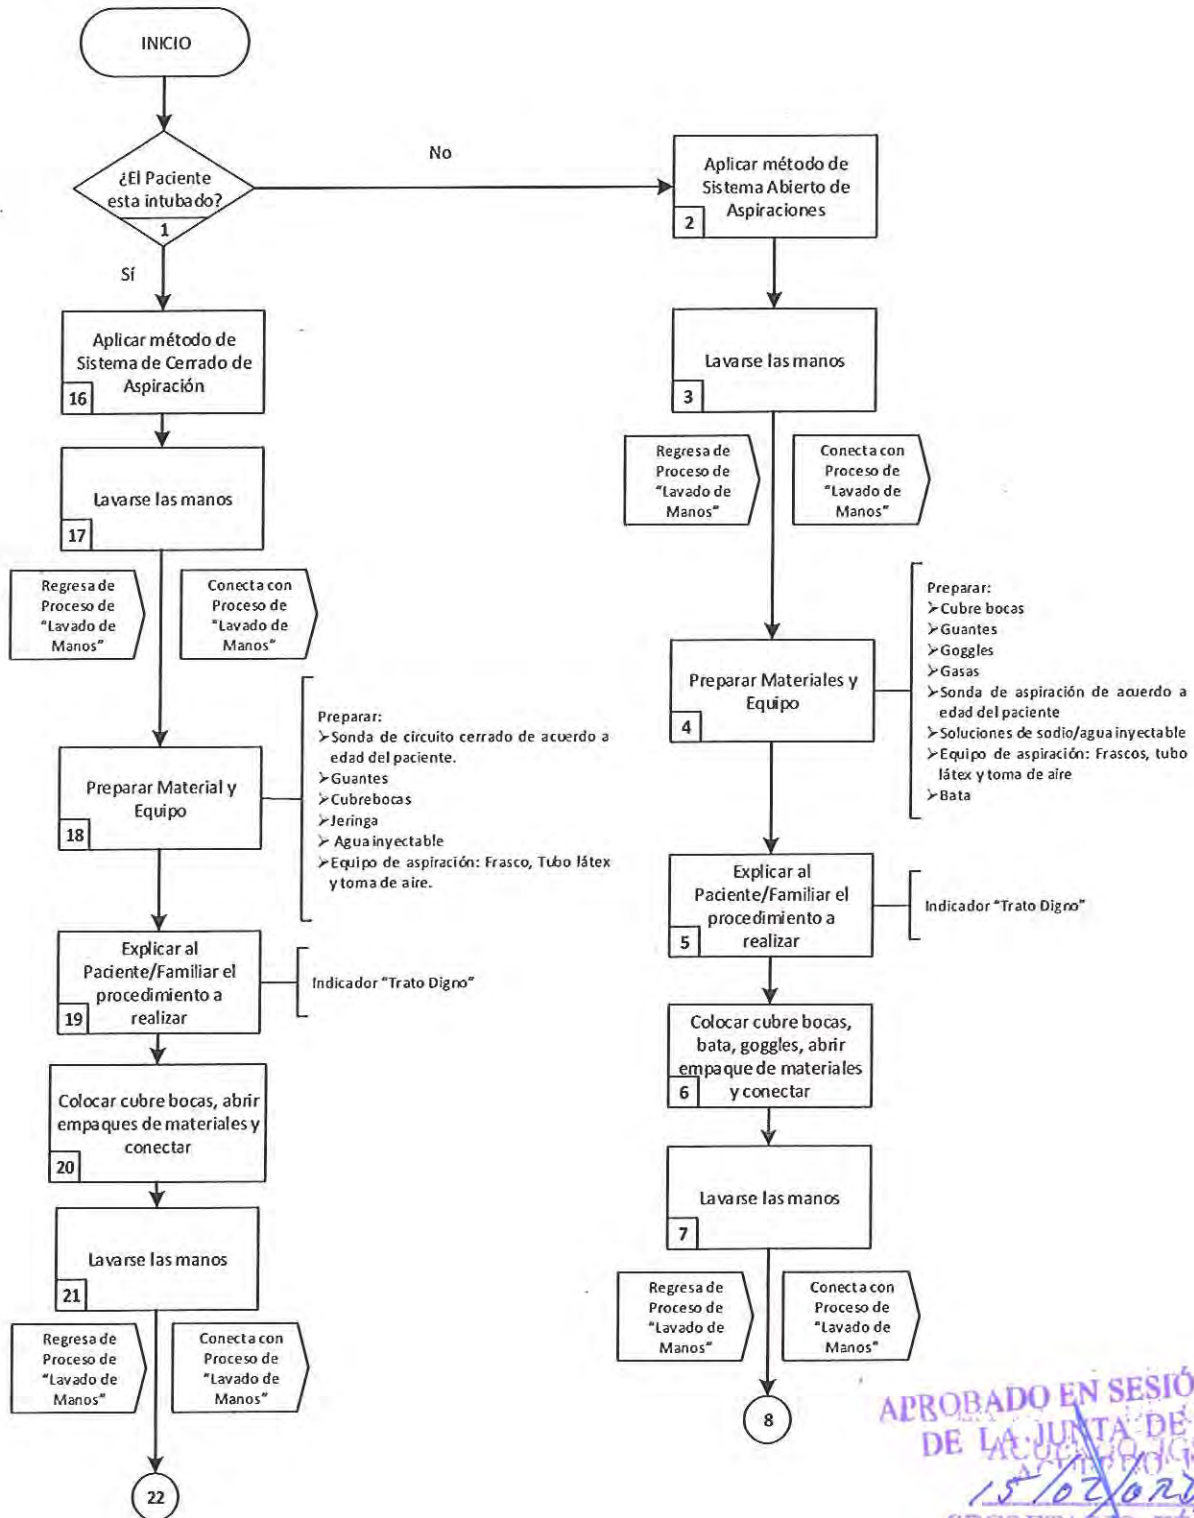 INICIO
¿El Paciente
esta intubado?
1
No
Sí
Aplicar método de
Sistema Abierto de
Aspiraciones
2
Lavarse las manos
3
Regresa de
Proceso de
"Lavado de
Manos"
Conecta con
Proceso de
"Lavado de
Manos"
Preparar Materiales y
Equipo
4
Preparar:
➢Cubre bocas
➢Guantes
➢Goggles
➢Gasas
➢Sonda de aspiración de acuerdo a
edad del paciente
➢Soluciones de sodio/agua inyectable
➢Equipo de aspiración: Frascos, tubo
látex y toma de aire
➢Bata
Explicar al
Paciente/Familiar el
procedimiento a
realizar
5
Indicador "Trato Digno"
Colocar cubre bocas,
bata, goggles, abrir
empaque de materiales
y conectar
6
Lavarse las manos
7
Regresa de
Proceso de
"Lavado de
Manos"
Conecta con
Proceso de
"Lavado de
Manos"
8
Aplicar método de
Sistema de Cerrado de
Aspiración
16
Lavarse las manos
17
Regresa de
Proceso de
"Lavado de
Manos"
Conecta con
Proceso de
"Lavado de
Manos"
Preparar Material y
Equipo
18
Preparar:
➢Sonda de circuito cerrado de acuerdo a
edad del paciente.
➢Guantes
➢Cubrebocas
➢Jeringa
➢Agua inyectable
➢Equipo de aspiración: Frasco, Tubo látex
y toma de aire.
Explicar al
Paciente/Familiar el
procedimiento a
realizar
19
Indicador "Trato Digno"
Colocar cubre bocas, abrir
empaques de materiales y
conectar
20
Lavarse las manos
21
Regresa de
Proceso de
"Lavado de
Manos"
Conecta con
Proceso de
"Lavado de
Manos"
22
APROBADO EN SESIÓ
DE LA JUNTA DE
15/02/